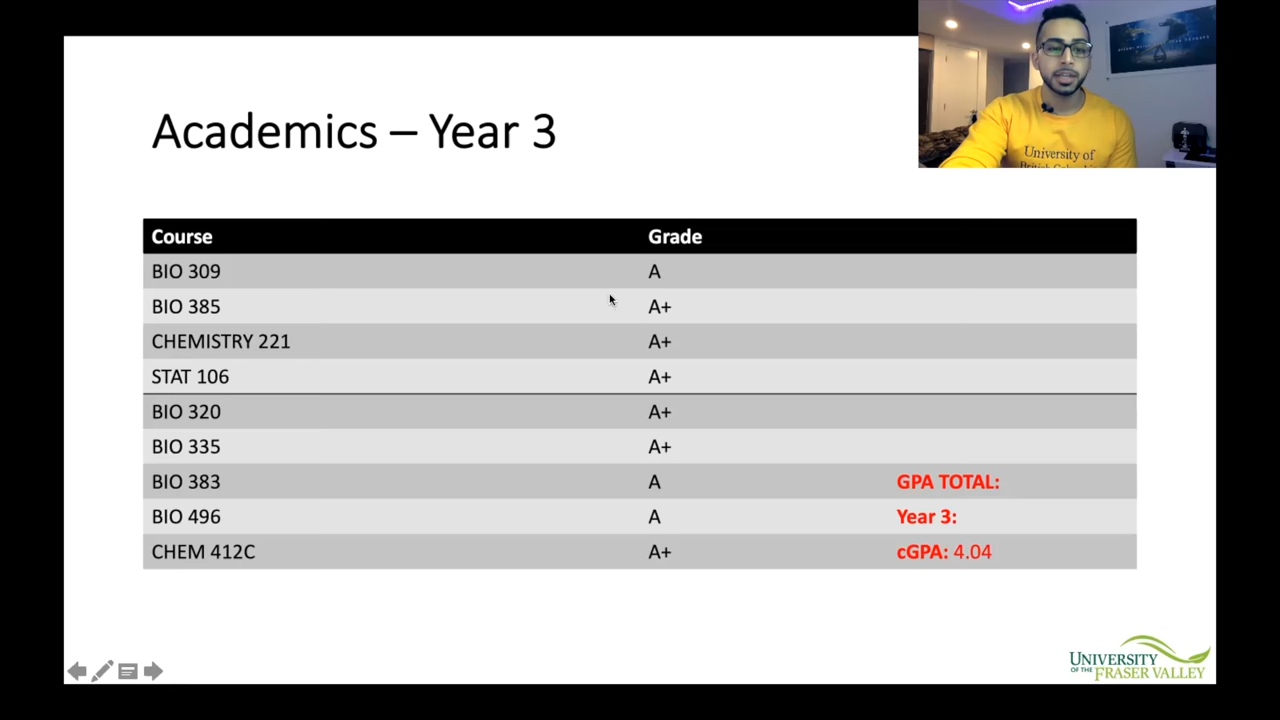 Academics – Year 3
University of
Course Grade
BIO 309 A
BIO 385 A+
CHEMISTRY 221 A+
STAT 106 A+
BIO 320 A+
BIO 335 A+
BIO 383 A GPA TOTAL:
BIO 496 A Year 3:
CHEM 412C A+ cGPA: 4.04
UNIVERSITY
OF THE FRASER VALLEY